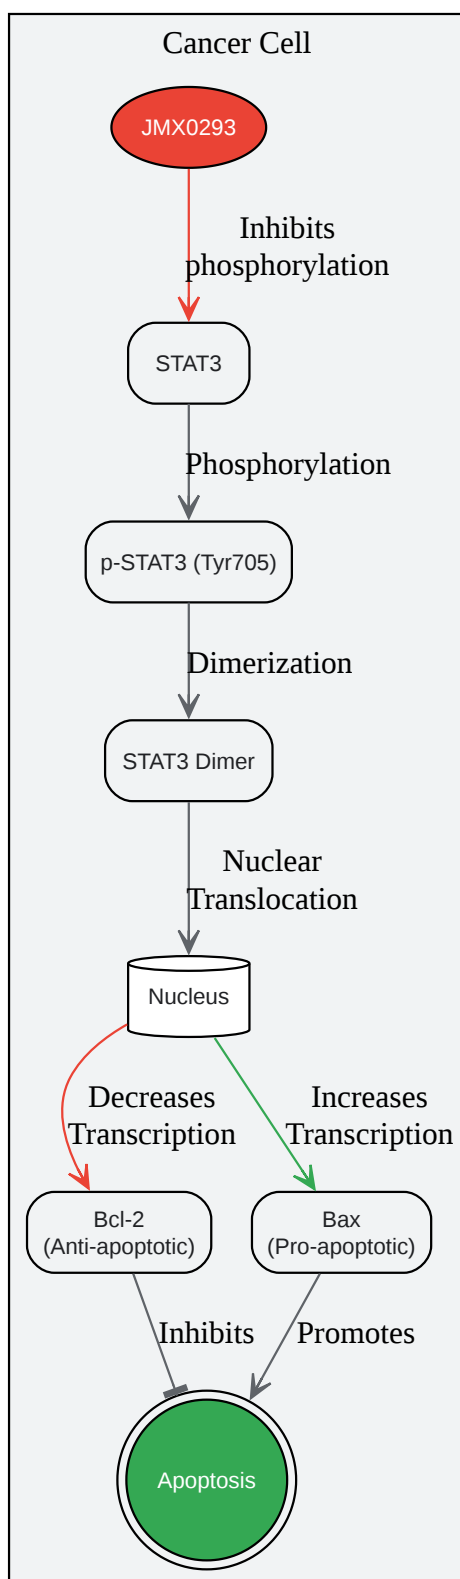 Cancer Cell
JMX0293
Inhibits
phosphorylation
STAT3
Phosphorylation
p-STAT3 (Tyr705)
Dimerization
STAT3 Dimer
Nuclear
Translocation
Nucleus
Decreases
Transcription
Increases
Transcription
Bcl-2
(Anti-apoptotic)
Bax
(Pro-apoptotic)
Inhibits
Promotes
Apoptosis